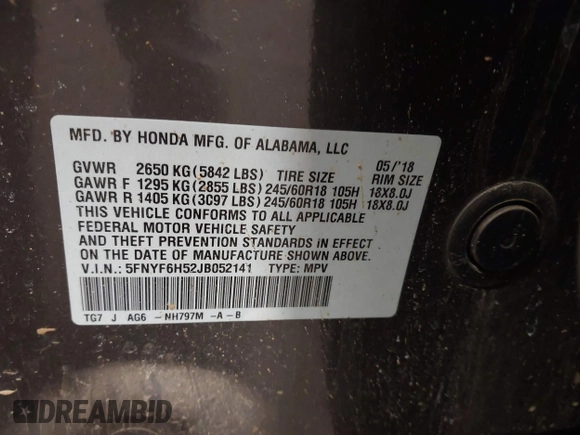 MFD. BY HONDA MFG. OF ALABAMA, LLC
GVWR 2650 KG (5842 LBS) TIRE SIZE 05/'18 RIM SIZE
GAWR F 1295 KG (2855 LBS) 245/60R18 105H 18X8.0J
GAWR R 1405 KG (3C97 LBS) 245/60R18 105H 18X8.0J
THIS VEHICLE CONFORMS TO ALL APPLICABLE
FEDERAL MOTOR VEHICLE SAFETY
AND THEFT PREVENTION STANDARDS IN EFFECT
ON THE DATE OF MANUFACTURE SHOWN ABOVE.
V.I.N.: 5FNYF6H52JB052141 TYPE: MPV
TG7 J AG6 - NH797M -A - B
DREAMBID